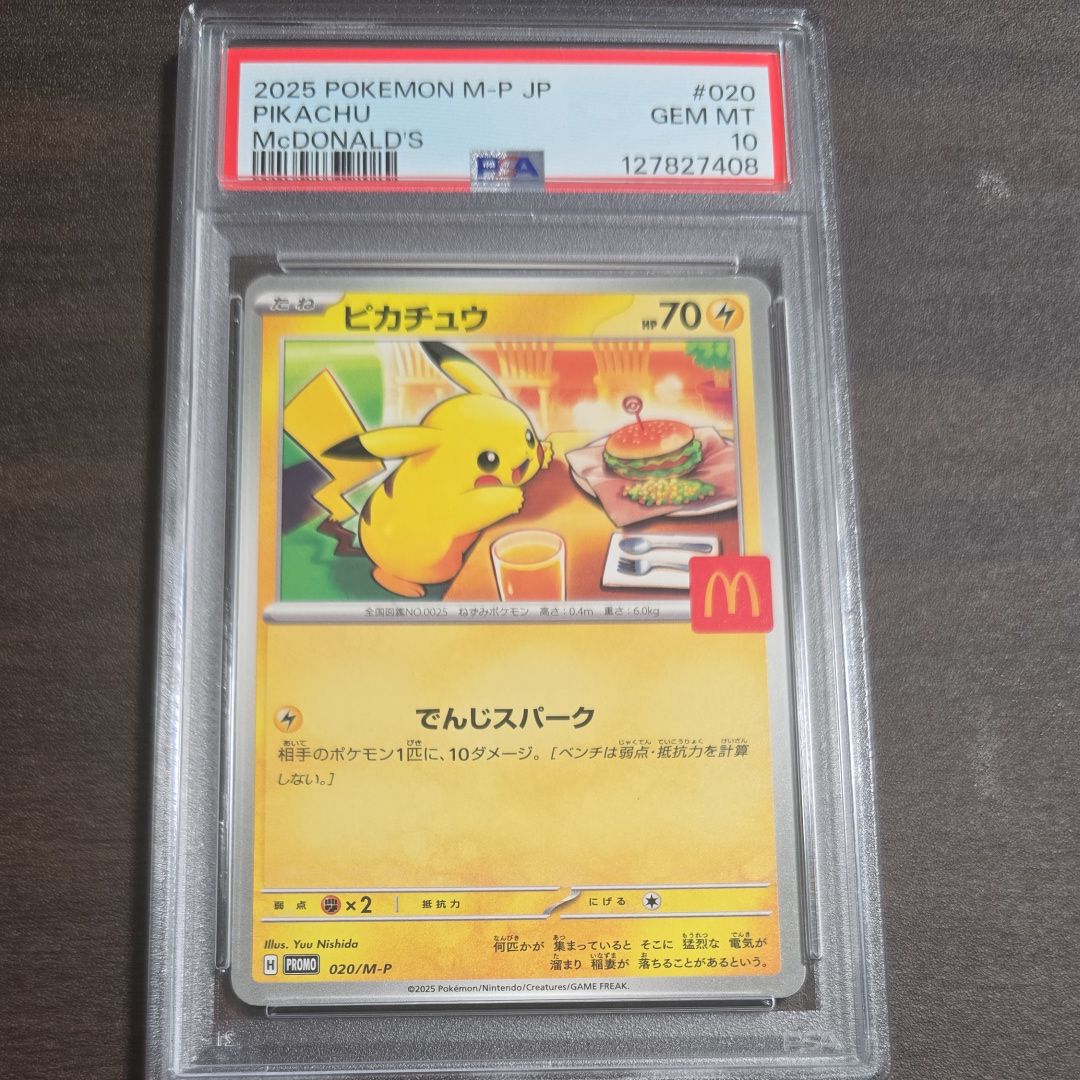 2025 POKEMON M-P JP #020
PIKACHU GEM MT
McDONALD'S 10
PSA 127827408
たね ピカチュウ HP70
全国図鑑NO.0025 ねずみポケモン 高さ:0.4m 重さ:6.0kg
でんじスパーク
相手のポケモン1匹に、10ダメージ。[ベンチは弱点・抵抗力を計算
しない。]
弱点 ×2 抵抗力 にげる
Illus. Yuu Nishida
何匹かが 集まっていると そこに 猛烈な 電気が
溜まり 稲妻が 落ちることがあるという。
H PROMO 020/M-P
©2025 Pokémon/Nintendo/Creatures/GAME FREAK.
PSA